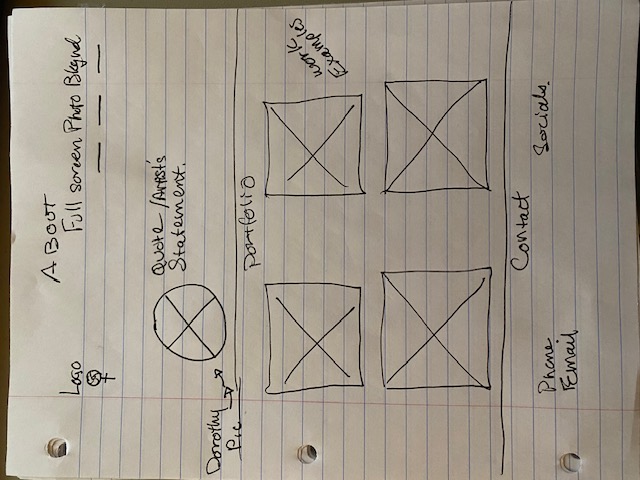 ABOUT
Logo
Full screen Photo Bkgnd
Quote/Artist's
Statement.
Dorothy
Pic
Portfolio
Work
Examples
Contact
Phone
Email
Socials.